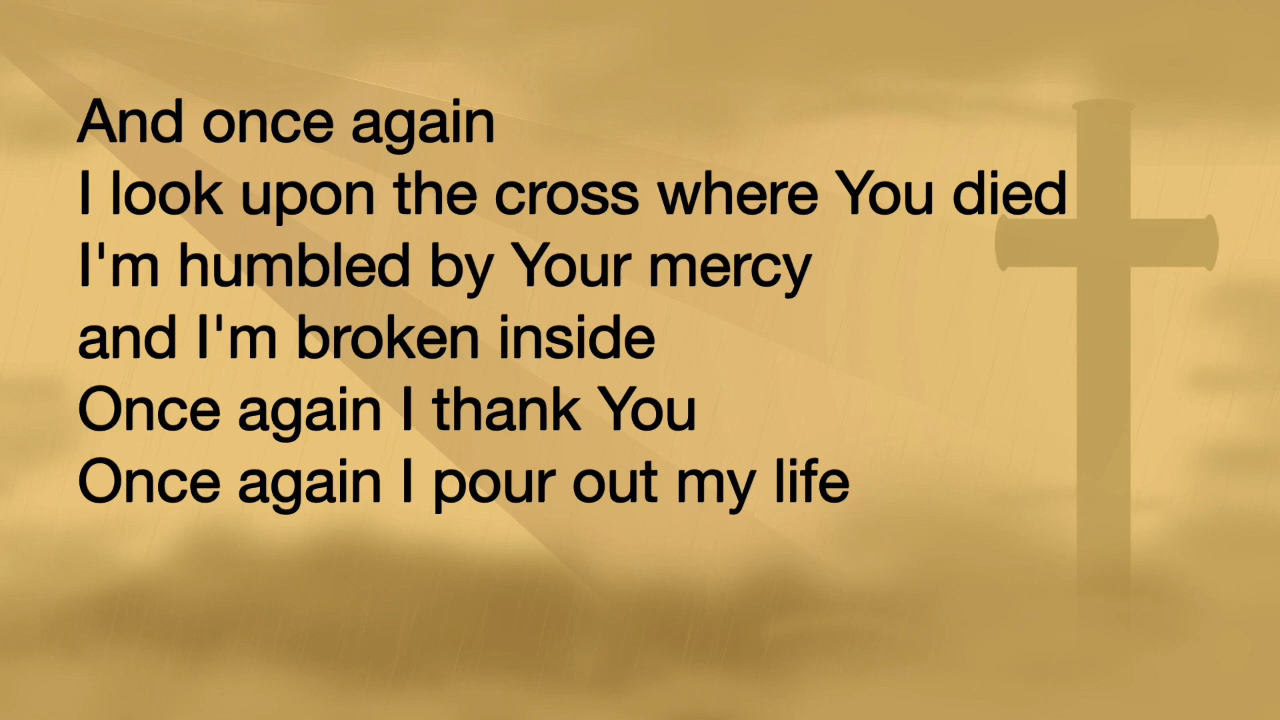 And once again
I look upon the cross where You died
I'm humbled by Your mercy
and I'm broken inside
Once again I thank You
Once again I pour out my life